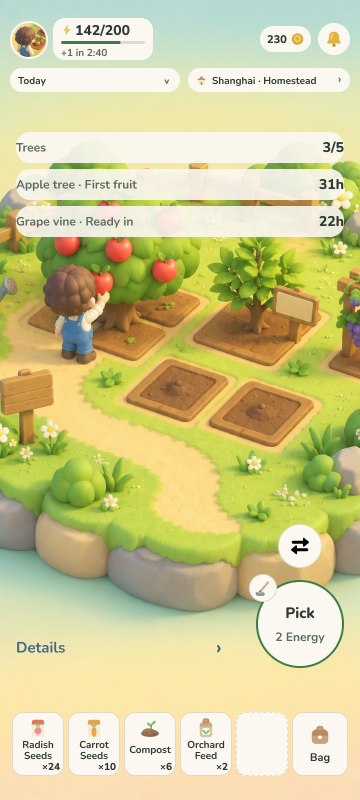 142/200
+1 in 2:40
230
Today
Shanghai · Homestead
Trees 3/5
Apple tree · First fruit 31h
Grape vine · Ready in 22h
Pick
2 Energy
Details
Radish Seeds ×24
Carrot Seeds ×10
Compost ×6
Orchard Feed ×2
Bag